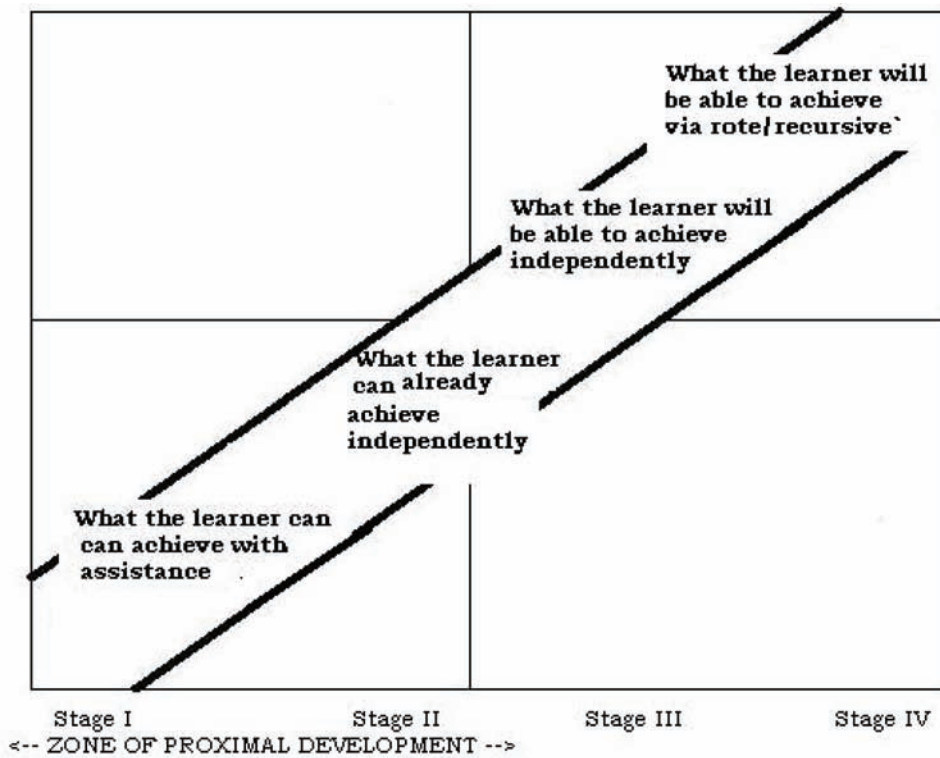 What the learner will
be able to achieve
via rote/recursive`
What the learner will
be able to achieve
independently
What the learner
can already
achieve
independently
What the learner can
can achieve with
assistance
Stage I Stage II Stage III Stage IV
<-- ZONE OF PROXIMAL DEVELOPMENT -->